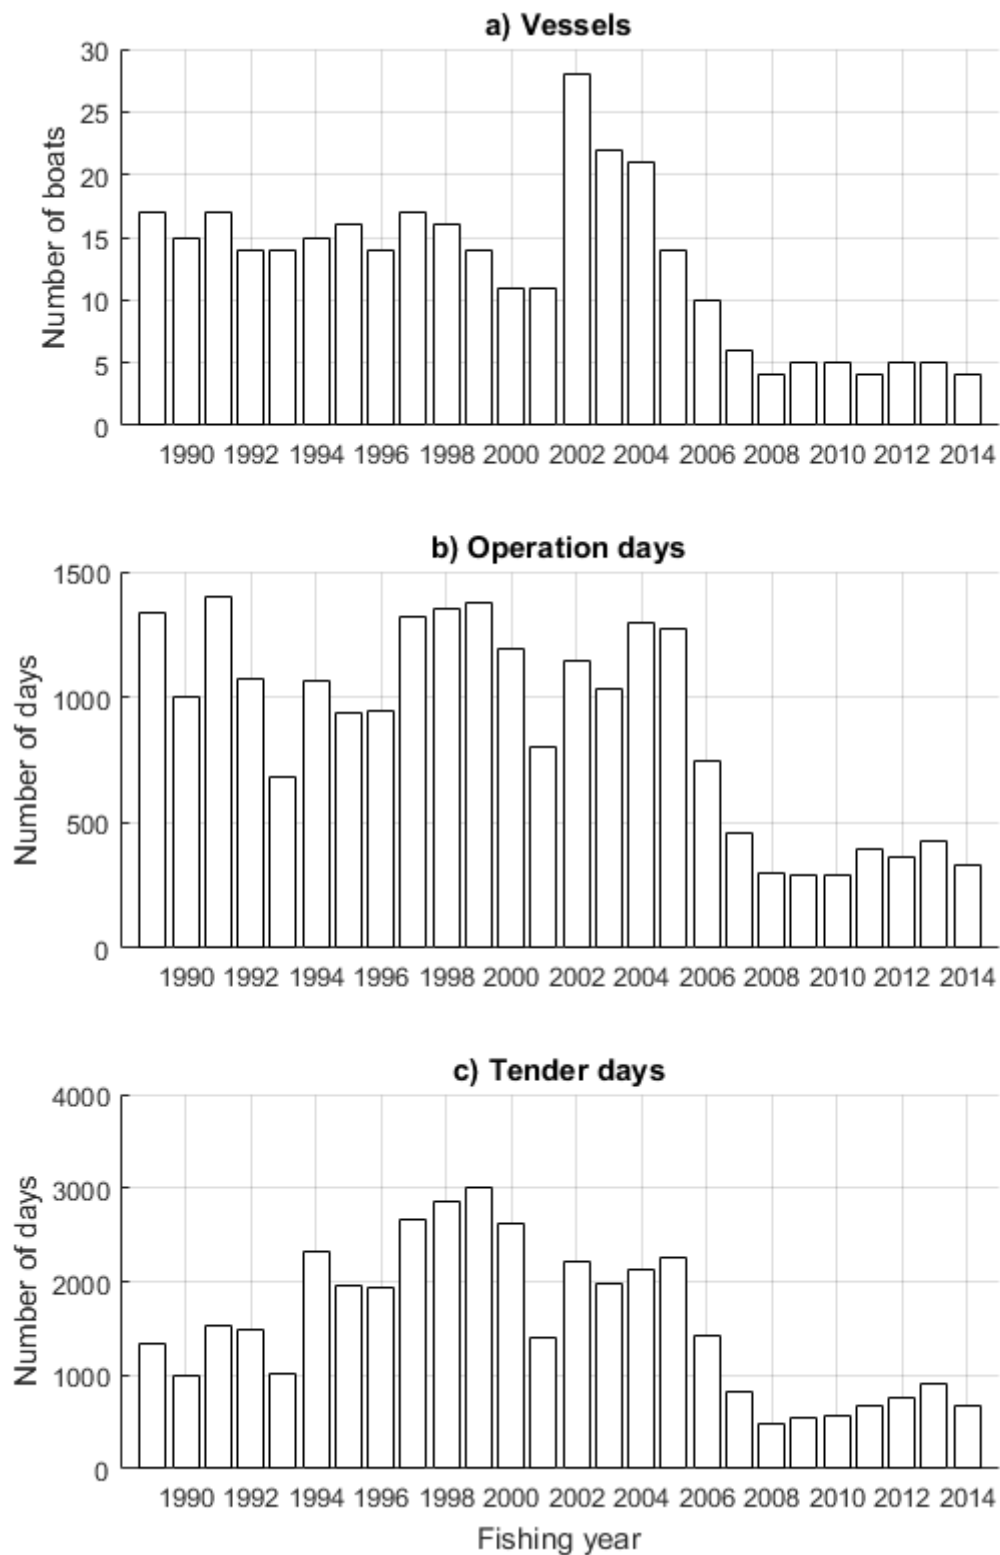 a) Vessels
30
25
20
15
10
5
0
Number of boats
1990 1992 1994 1996 1998 2000 2002 2004 2006 2008 2010 2012 2014
b) Operation days
1500
1000
500
0
Number of days
1990 1992 1994 1996 1998 2000 2002 2004 2006 2008 2010 2012 2014
c) Tender days
4000
3000
2000
1000
0
Number of days
1990 1992 1994 1996 1998 2000 2002 2004 2006 2008 2010 2012 2014
Fishing year